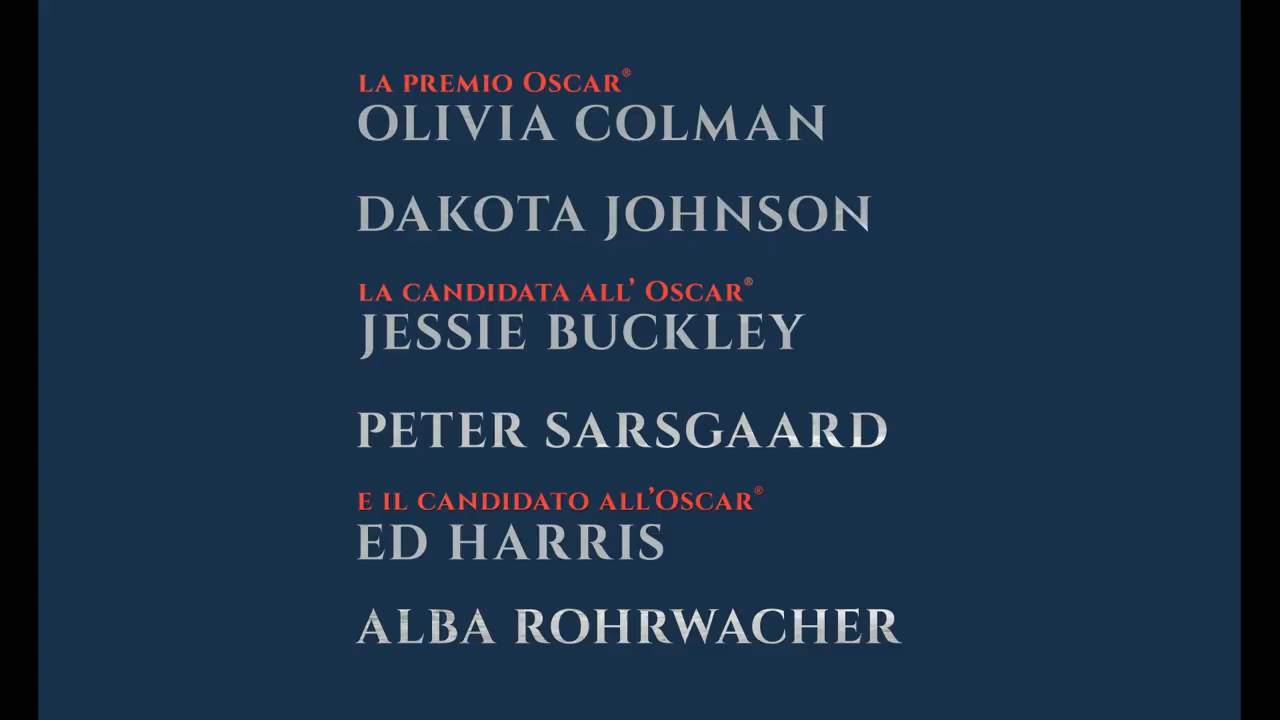 LA PREMIO OSCAR®
OLIVIA COLMAN
DAKOTA JOHNSON
LA CANDIDATA ALL' OSCAR®
JESSIE BUCKLEY
PETER SARSGAARD
E IL CANDIDATO ALL'OSCAR®
ED HARRIS
ALBA ROHRWACHER